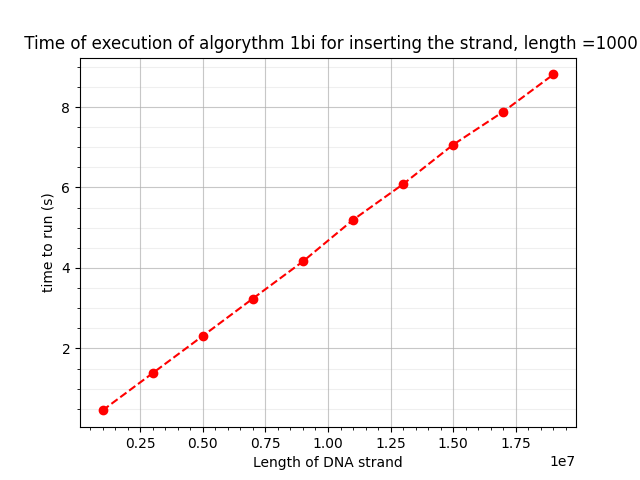 Time of execution of algorythm 1bi for inserting the strand, length =1000
8
6
4
2
time to run (s)
0.25 0.50 0.75 1.00 1.25 1.50 1.75
1e7
Length of DNA strand